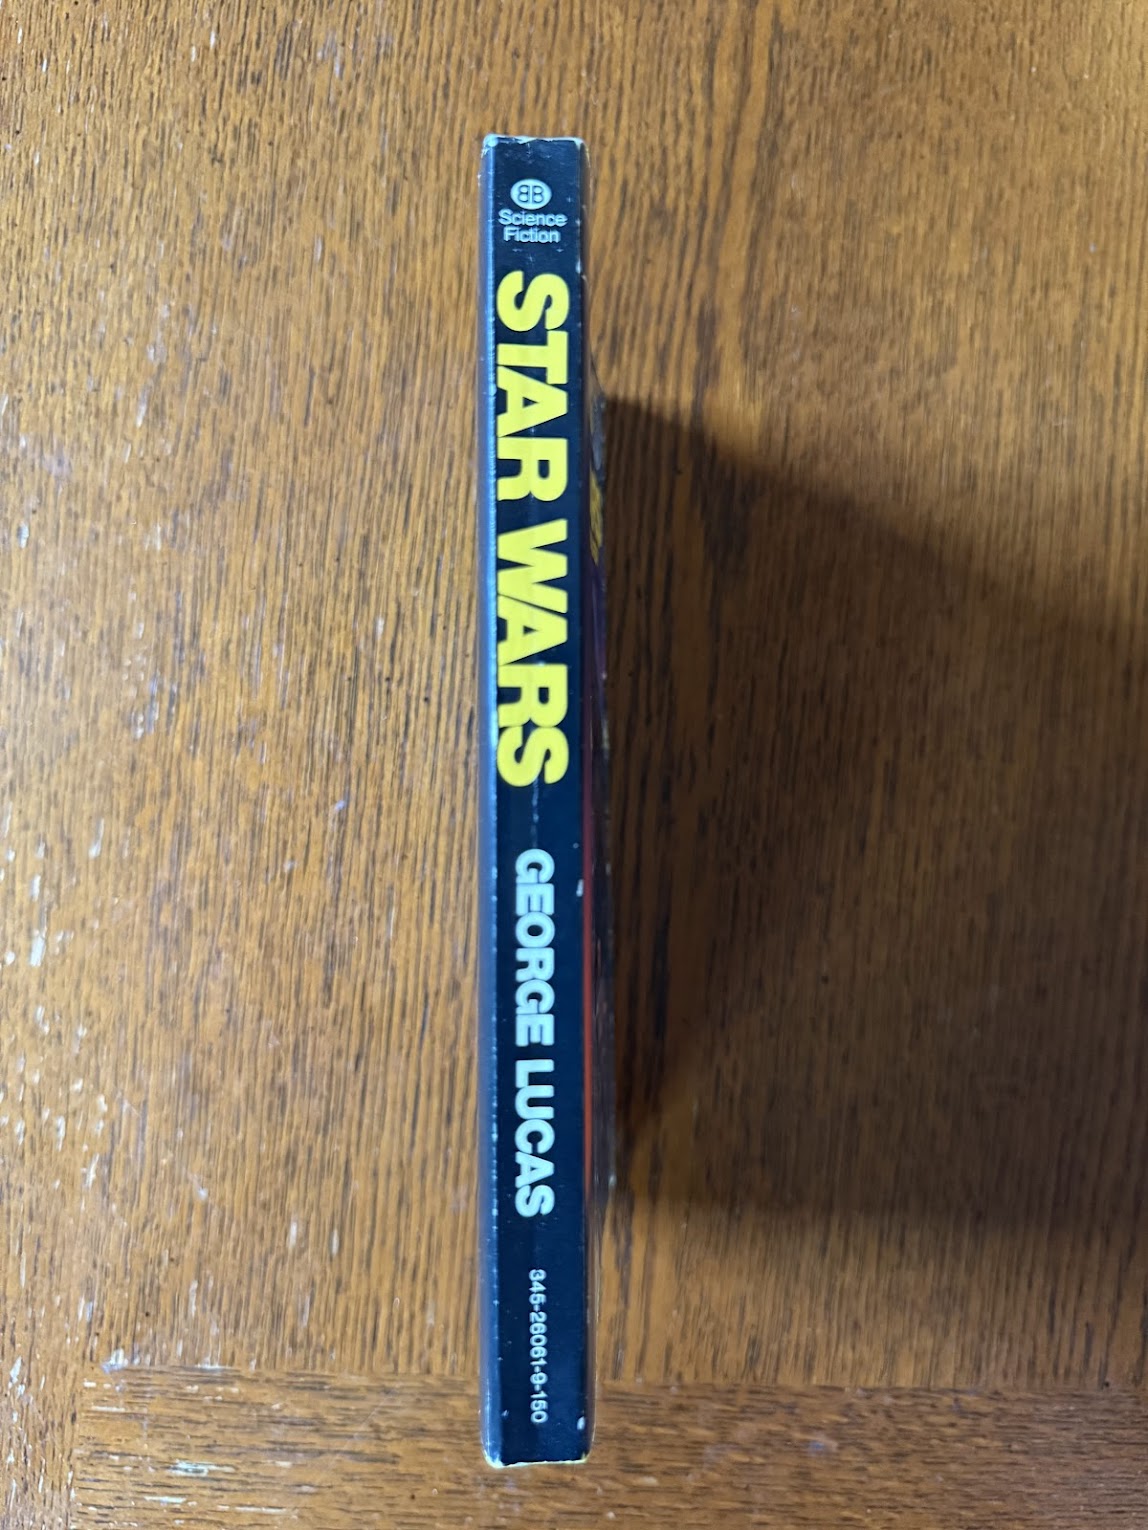 BB
Science
Fiction
STAR WARS
GEORGE LUCAS
345-26061-9-150